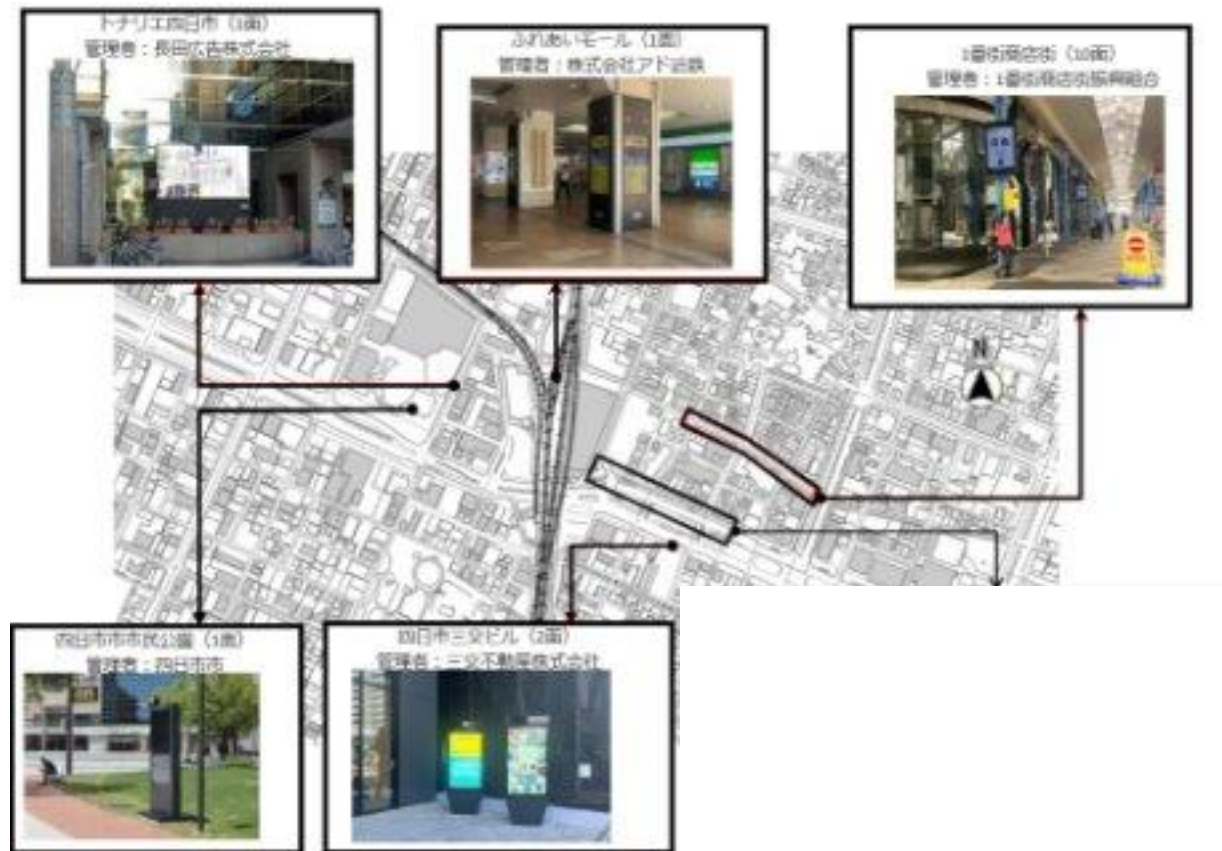 トナリエ四日市（1面）
管理者：長田広告株式会社
ふれあいモール（1面）
管理者：株式会社アド近鉄
1番街商店街（10面）
管理者：1番街商店街振興組合
N
四日市市市民公園（1面）
管理者：四日市市
四日市三交ビル（2面）
管理者：三交不動産株式会社